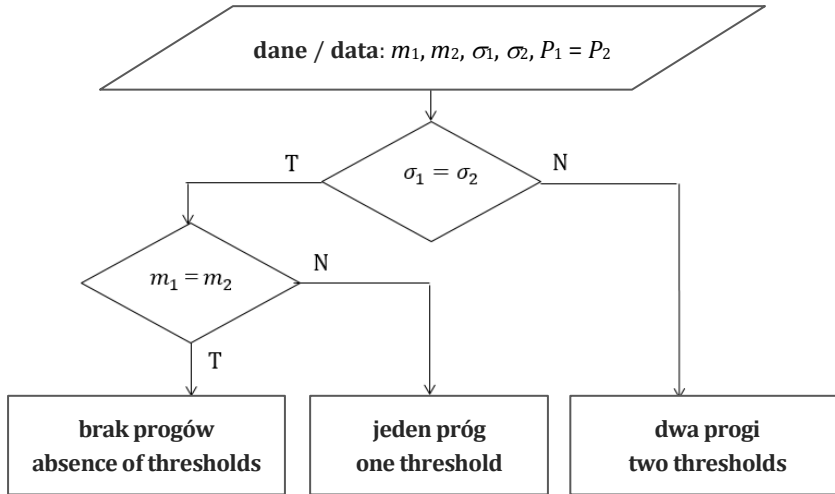 dane / data: m₁, m₂, σ₁, σ₂, P₁ = P₂
T
σ₁ = σ₂
N
m₁ = m₂
N
T
brak progów
absence of thresholds
jeden próg
one threshold
dwa progi
two thresholds